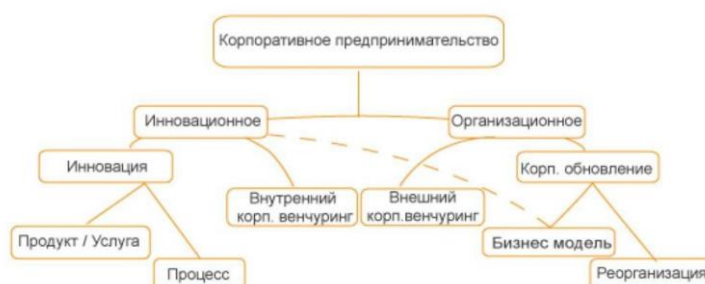 Корпоративное предпринимательство
Инновационное
Организационное
Инновация
Корп. обновление
Внутренний
корп. венчуринг
Внешний
корп.венчуринг
Продукт / Услуга
Бизнес модель
Процесс
Реорганизация